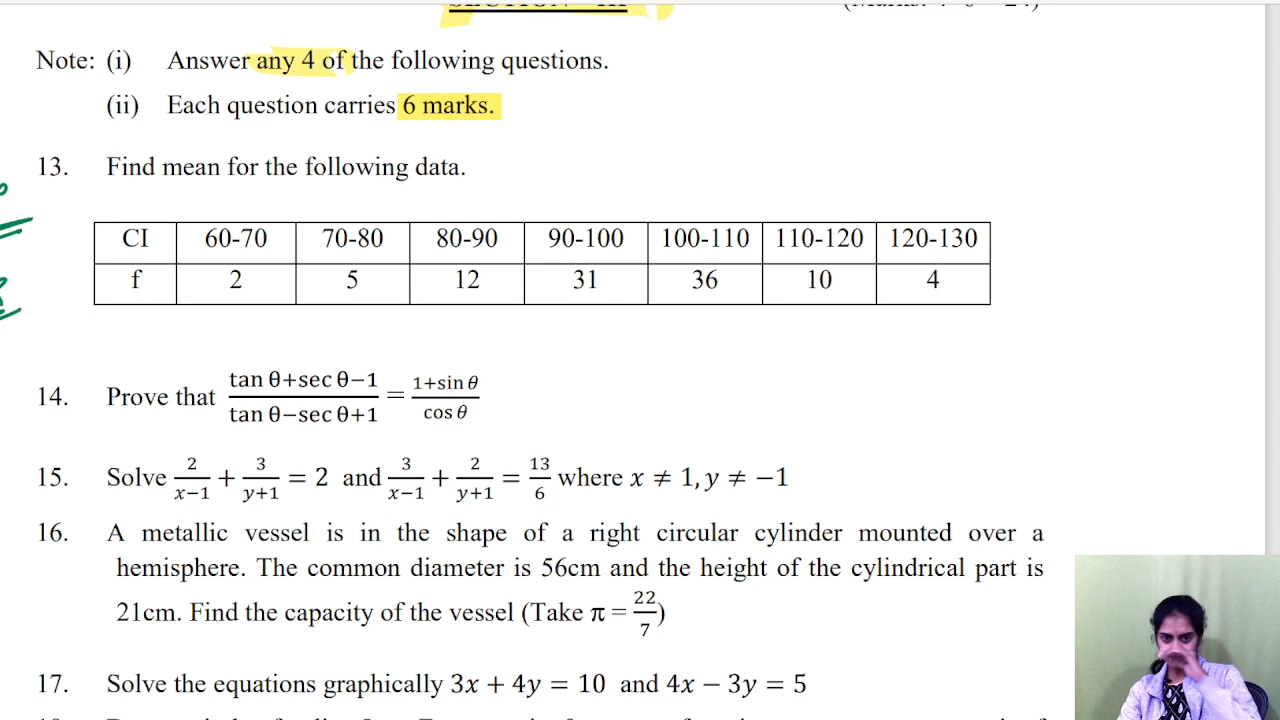 Note: (i) Answer any 4 of the following questions.
(ii) Each question carries 6 marks.
13. Find mean for the following data.
CI 60-70 70-80 80-90 90-100 100-110 110-120 120-130
f 2 5 12 31 36 10 4
14. Prove that (tan θ+sec θ−1)/(tan θ−sec θ+1) = (1+sin θ)/(cos θ)
15. Solve 2/(x−1) + 3/(y+1) = 2 and 3/(x−1) + 2/(y+1) = 13/6 where x ≠ 1, y ≠ −1
16. A metallic vessel is in the shape of a right circular cylinder mounted over a
hemisphere. The common diameter is 56cm and the height of the cylindrical part is
21cm. Find the capacity of the vessel (Take π = 22/7)
17. Solve the equations graphically 3x + 4y = 10 and 4x − 3y = 5